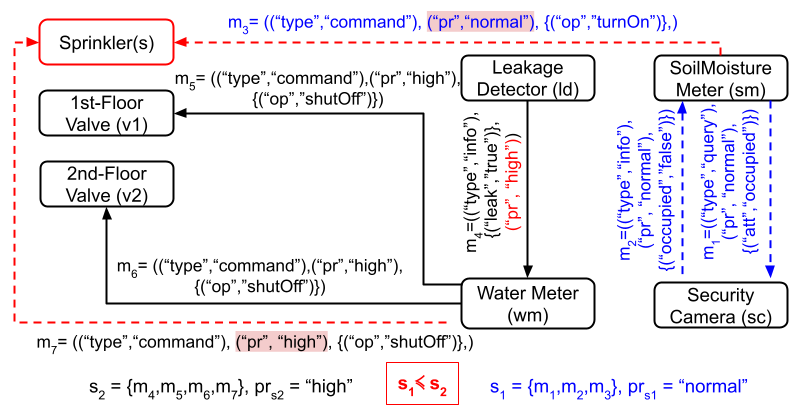 m3= ((“type”,“command”), (“pr”,“normal”), {(“op”,”turnOn”)},)
Sprinkler(s)
m5= ((“type”,“command”),(“pr”,“high”),
{(“op”,”shutOff”)})
Leakage
Detector (ld)
SoilMoisture
Meter (sm)
1st-Floor
Valve (v1)
2nd-Floor
Valve (v2)
m4=((“type”,“info”),
{(“leak”,”true”)},
(“pr”, “high”))
m2=((“type”,“info”),
(“pr”, “normal”),
{(“occupied”,“false”)})
m1=((“type”,“query”),
(“pr”, “normal”),
{(“att”,“occupied”)})
m6= ((“type”,“command”),(“pr”,“high”),
{(“op”,”shutOff”)})
Water Meter
(wm)
Security
Camera (sc)
m7= ((“type”,“command”), (“pr”, “high”), {(“op”,”shutOff”)},)
s2 = {m4,m5,m6,m7}, prs2 = “high”
s1 ⩽ s2
s1 = {m1,m2,m3}, prs1 = “normal”